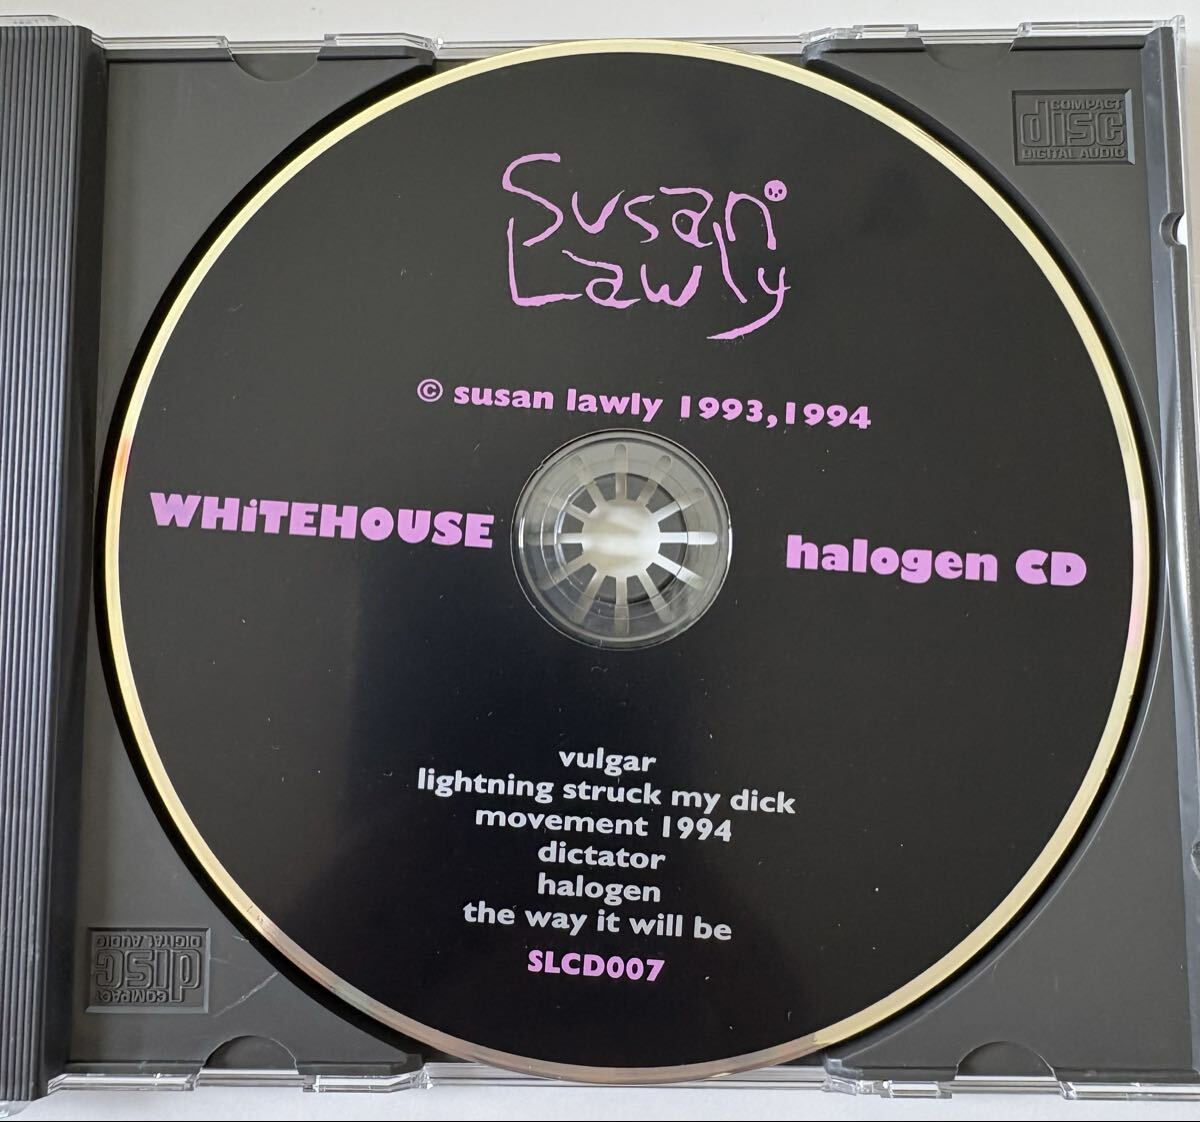 COMPACT
disc
DIGITAL AUDIO
Susan
Lawly
© susan lawly 1993,1994
WHiTEHOUSE
halogen CD
vulgar
lightning struck my dick
movement 1994
dictator
halogen
the way it will be
SLCD007
COMPACT
disc
DIGITAL AUDIO